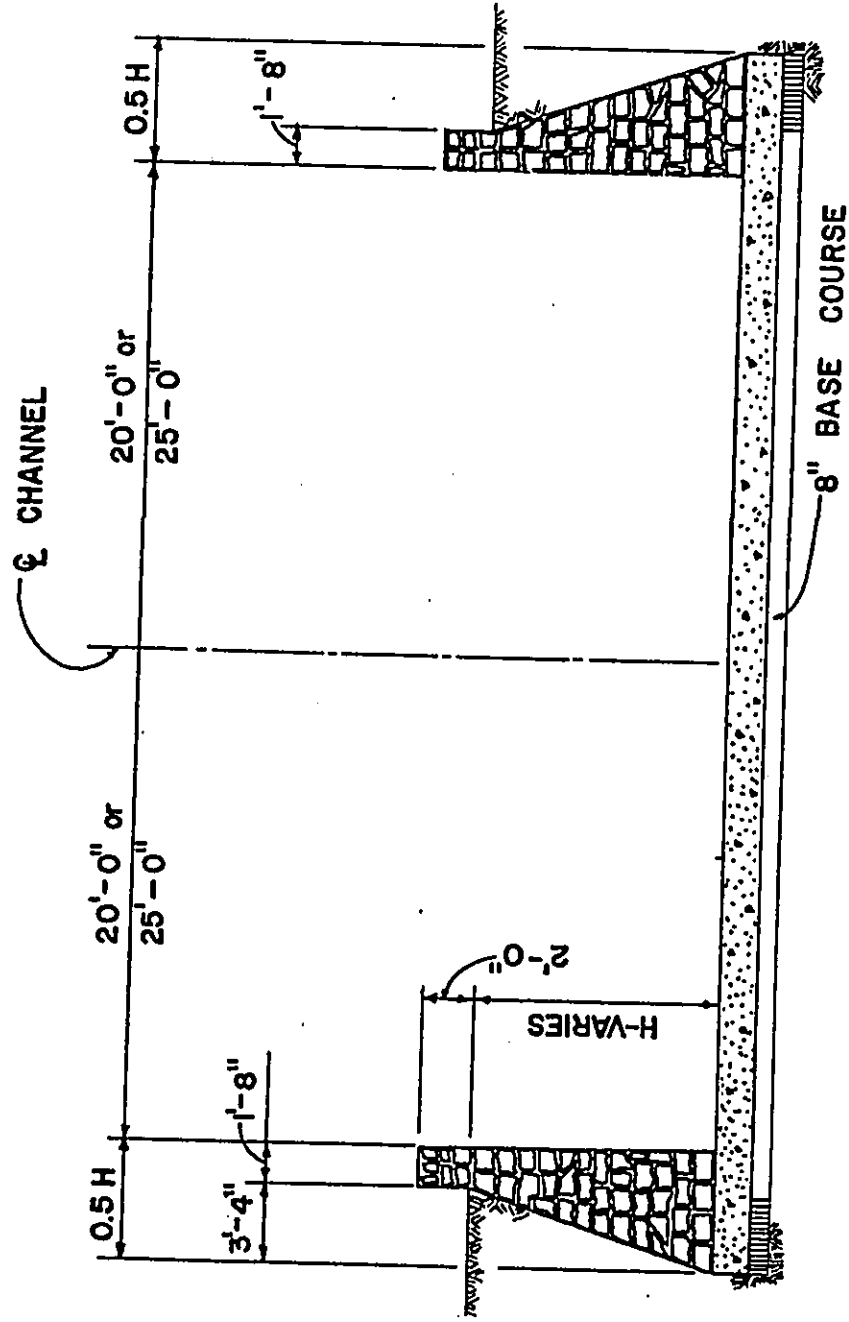 ℄ CHANNEL
0.5 H
20'-0" or
25'-0"
20'-0" or
25'-0"
0.5 H
1'-8"
3'-4"
1'-8"
2'-0"
H-VARIES
8" BASE COURSE